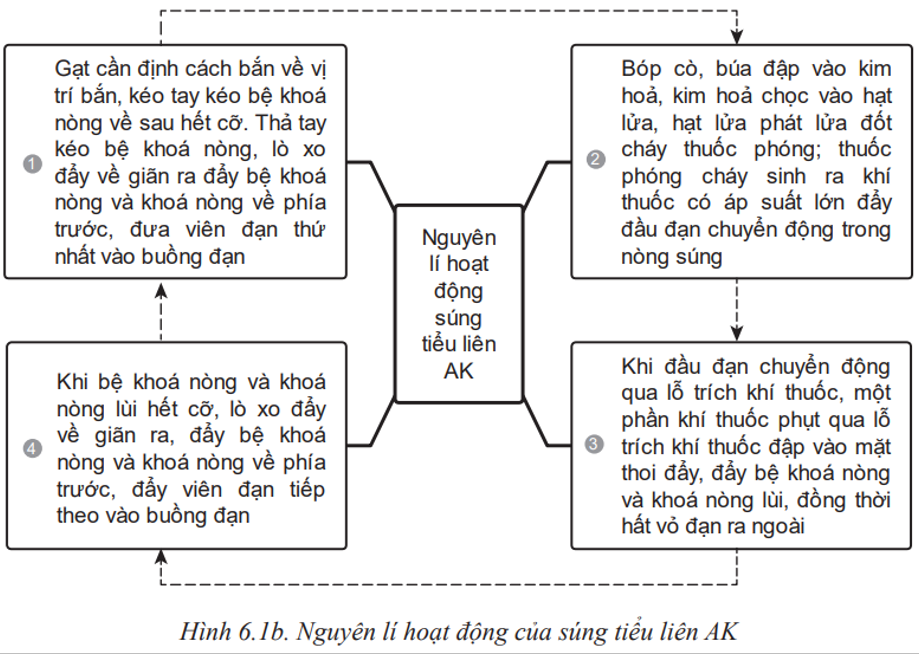 1
Gạt cần định cách bắn về vị
trí bắn, kéo tay kéo bệ khoá
nòng về sau hết cỡ. Thả tay
kéo bệ khoá nòng, lò xo
đẩy về giãn ra đẩy bệ khoá
nòng và khoá nòng về phía
trước, đưa viên đạn thứ
nhất vào buồng đạn
2
Bóp cò, búa đập vào kim
hoả, kim hoả chọc vào hạt
lửa, hạt lửa phát lửa đốt
cháy thuốc phóng; thuốc
phóng cháy sinh ra khí
thuốc có áp suất lớn đẩy
đầu đạn chuyển động trong
nòng súng
Nguyên
lí hoạt
động
súng
tiểu liên
AK
3
Khi đầu đạn chuyển động
qua lỗ trích khí thuốc, một
phần khí thuốc phụt qua lỗ
trích khí thuốc đập vào mặt
thoi đẩy, đẩy bệ khoá nòng
và khoá nòng lùi, đồng thời
hất vỏ đạn ra ngoài
4
Khi bệ khoá nòng và khoá
nòng lùi hết cỡ, lò xo đẩy
về giãn ra, đẩy bệ khoá
nòng và khoá nòng về phía
trước, đẩy viên đạn tiếp
theo vào buồng đạn
Hình 6.1b. Nguyên lí hoạt động của súng tiểu liên AK